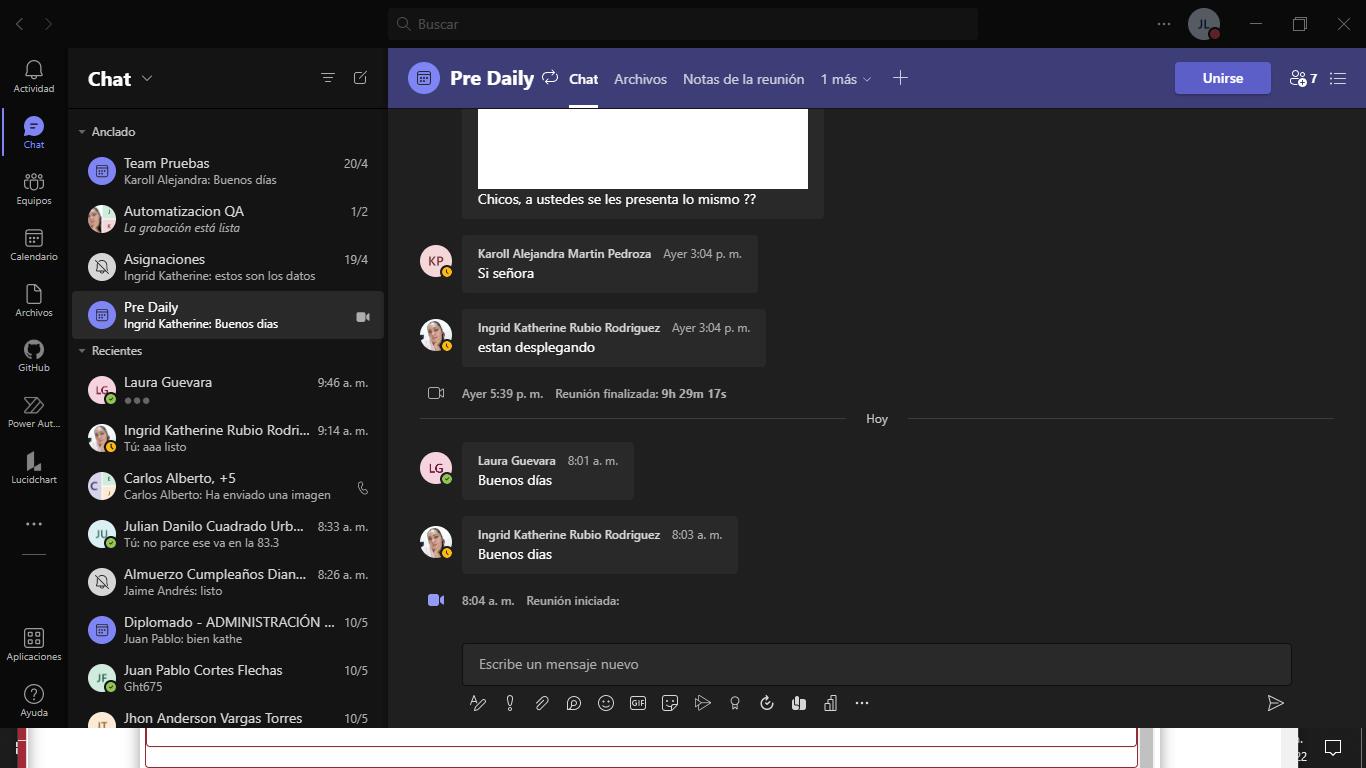 Buscar
JL
Actividad
Chat
Equipos
Calendario
Archivos
GitHub
Power Aut...
Lucidchart
Aplicaciones
Ayuda
Chat
Anclado
Team Pruebas 20/4
Karoll Alejandra: Buenos días
Automatizacion QA 1/2
La grabación está lista
Asignaciones 19/4
Ingrid Katherine: estos son los datos
Pre Daily
Ingrid Katherine: Buenos dias
Recientes
LG Laura Guevara 9:46 a. m.
Ingrid Katherine Rubio Rodri... 9:14 a. m.
Tú: aaa listo
Carlos Alberto, +5
Carlos Alberto: Ha enviado una imagen
JU Julian Danilo Cuadrado Urb... 8:33 a. m.
Tú: no parce ese va en la 83.3
Almuerzo Cumpleaños Dian... 8:26 a. m.
Jaime Andrés: listo
Diplomado - ADMINISTRACIÓN ... 10/5
Juan Pablo: bien kathe
JF Juan Pablo Cortes Flechas 10/5
Ght675
JT Jhon Anderson Vargas Torres 10/5
Pre Daily Chat Archivos Notas de la reunión 1 más Unirse 7
Chicos, a ustedes se les presenta lo mismo ??
KP Karoll Alejandra Martin Pedroza Ayer 3:04 p. m.
Si señora
Ingrid Katherine Rubio Rodriguez Ayer 3:04 p. m.
estan desplegando
Ayer 5:39 p. m. Reunión finalizada: 9h 29m 17s
Hoy
LG Laura Guevara 8:01 a. m.
Buenos días
Ingrid Katherine Rubio Rodriguez 8:03 a. m.
Buenos dias
8:04 a. m. Reunión iniciada:
Escribe un mensaje nuevo
GIF